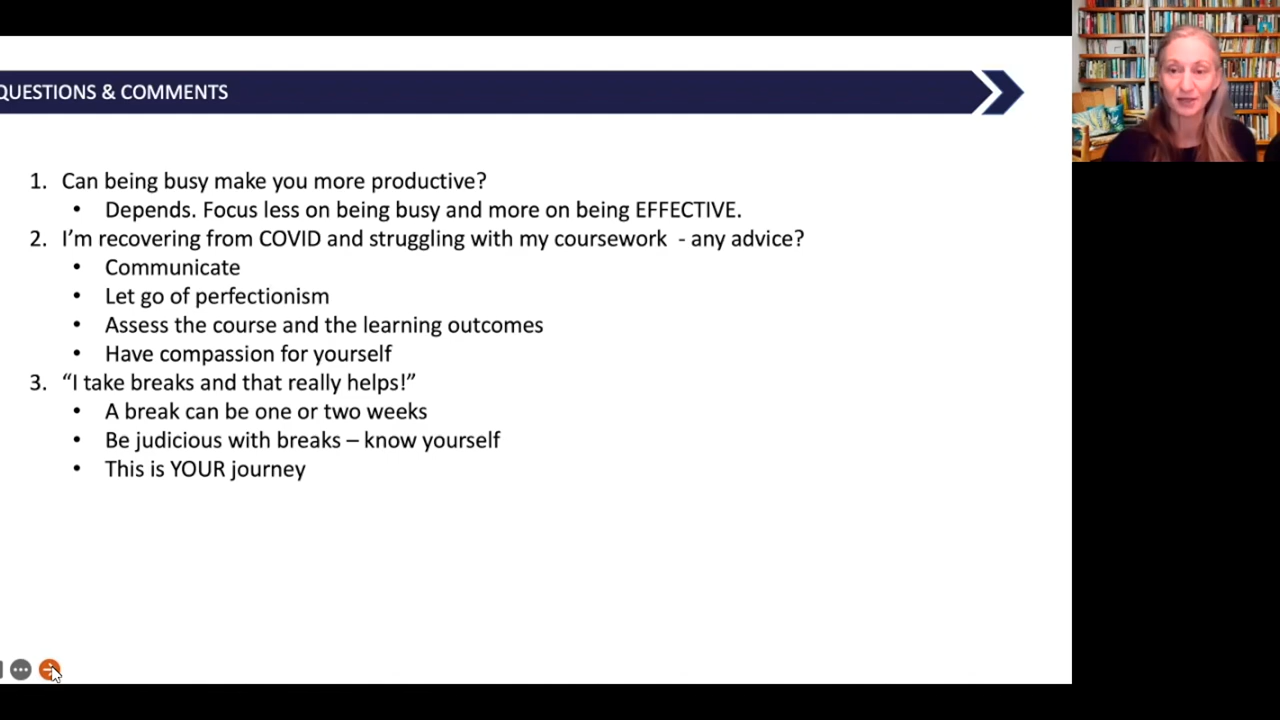 QUESTIONS & COMMENTS
1. Can being busy make you more productive?
• Depends. Focus less on being busy and more on being EFFECTIVE.
2. I’m recovering from COVID and struggling with my coursework - any advice?
• Communicate
• Let go of perfectionism
• Assess the course and the learning outcomes
• Have compassion for yourself
3. “I take breaks and that really helps!”
• A break can be one or two weeks
• Be judicious with breaks – know yourself
• This is YOUR journey